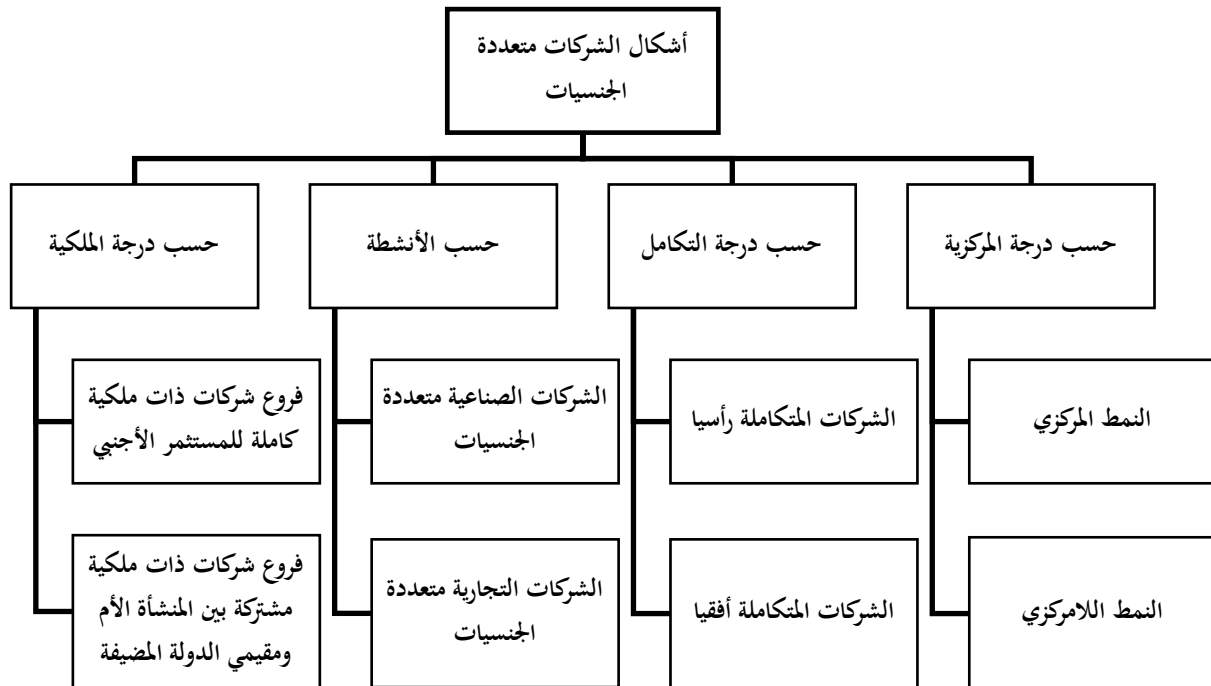 أشكال الشركات متعددة
الجنسيات
حسب درجة المركزية
حسب درجة التكامل
حسب الأنشطة
حسب درجة الملكية
النمط المركزي
الشركات المتكاملة رأسيا
الشركات الصناعية متعددة
الجنسيات
فروع شركات ذات ملكية
كاملة للمستثمر الأجنبي
النمط اللامركزي
الشركات المتكاملة أفقيا
الشركات التجارية متعددة
الجنسيات
فروع شركات ذات ملكية
مشتركة بين المنشأة الأم
ومقيمي الدولة المضيفة